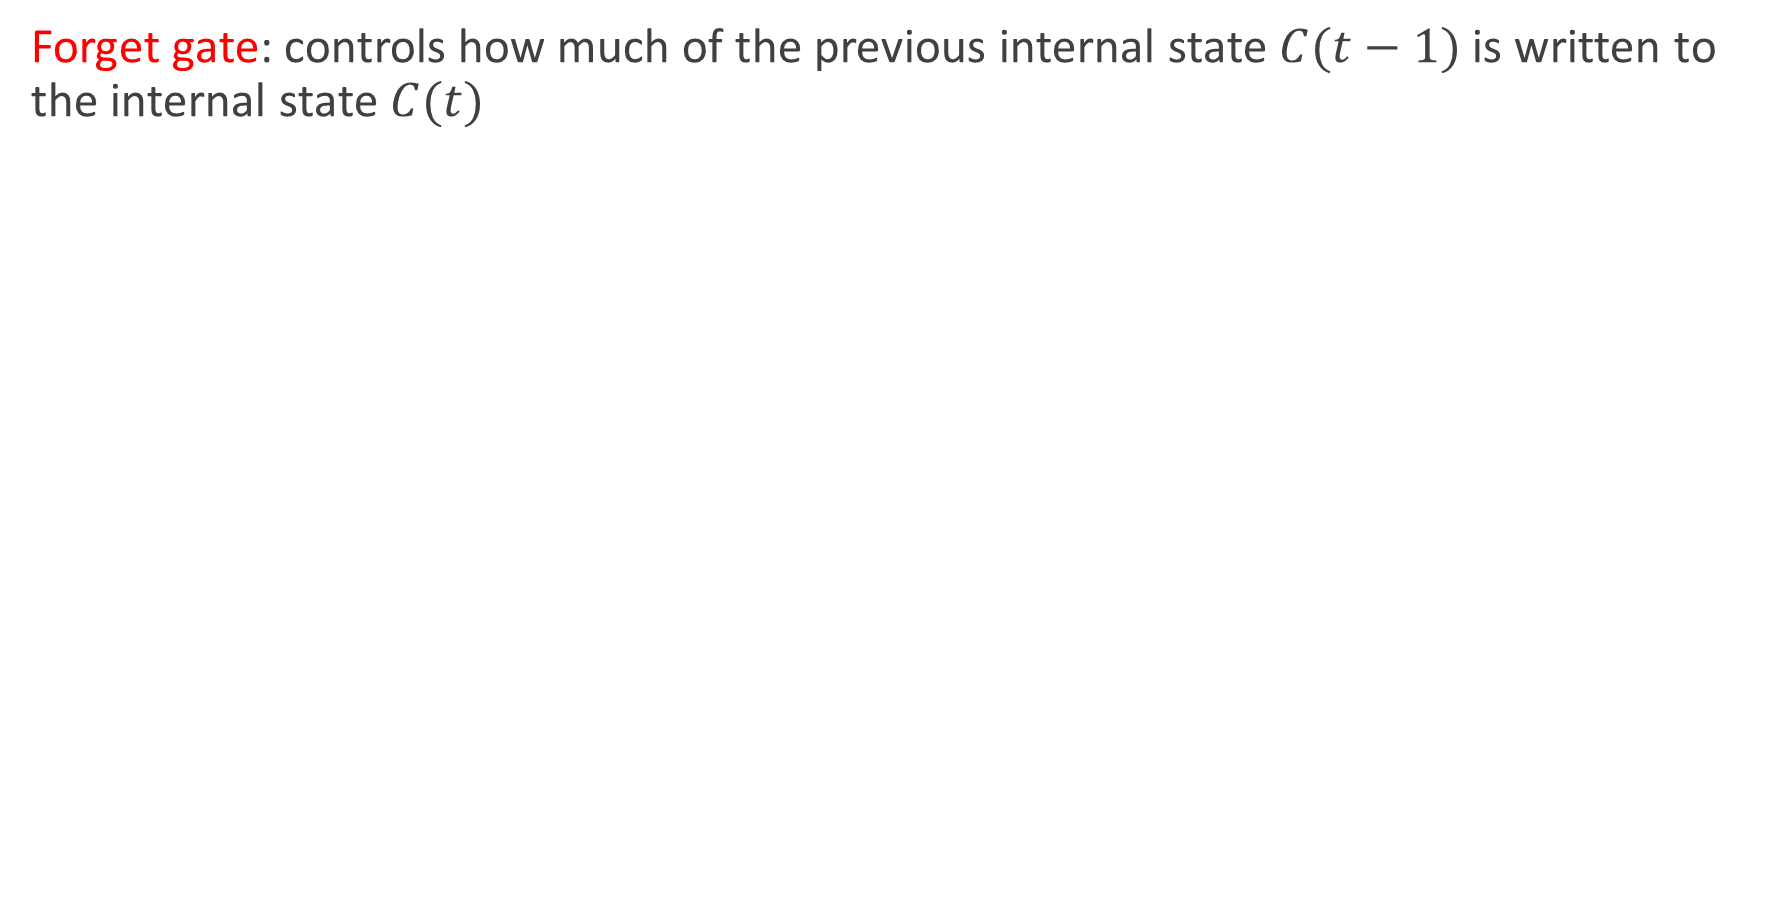 Forget gate: controls how much of the previous internal state C(t − 1) is written to
the internal state C(t)